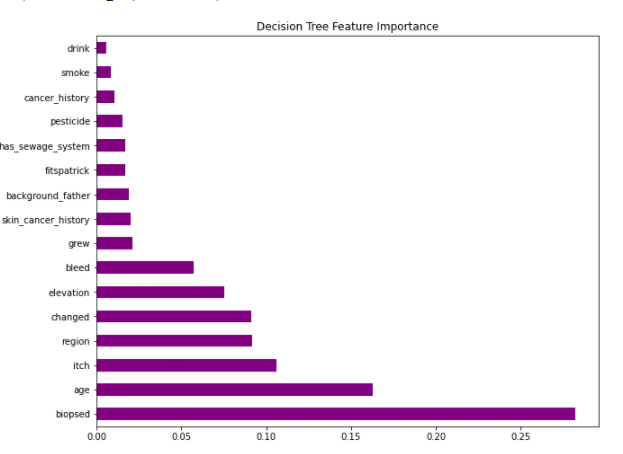 Decision Tree Feature Importance
drink
smoke
cancer_history
pesticide
has_sewage_system
fitspatrick
background_father
skin_cancer_history
grew
bleed
elevation
changed
region
itch
age
biopsed
0.00 0.05 0.10 0.15 0.20 0.25